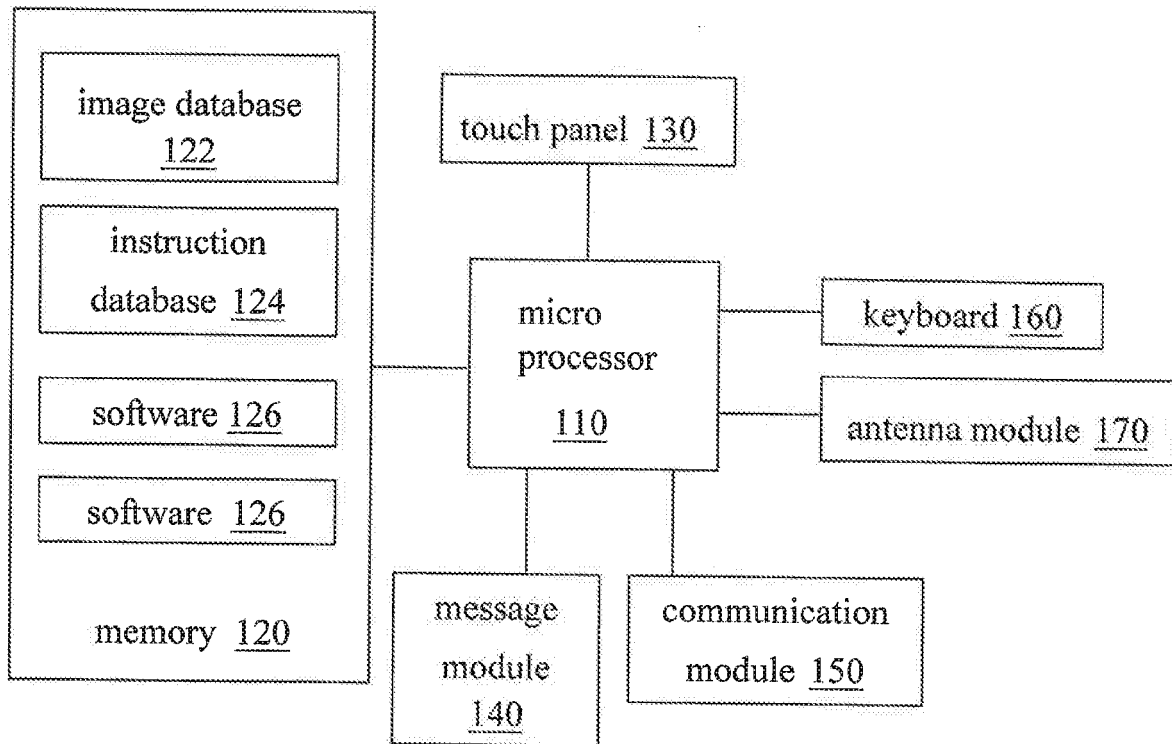 image database
122
instruction
database 124
software 126
software 126
memory 120
touch panel 130
micro
processor
110
keyboard 160
antenna module 170
message
module
140
communication
module 150